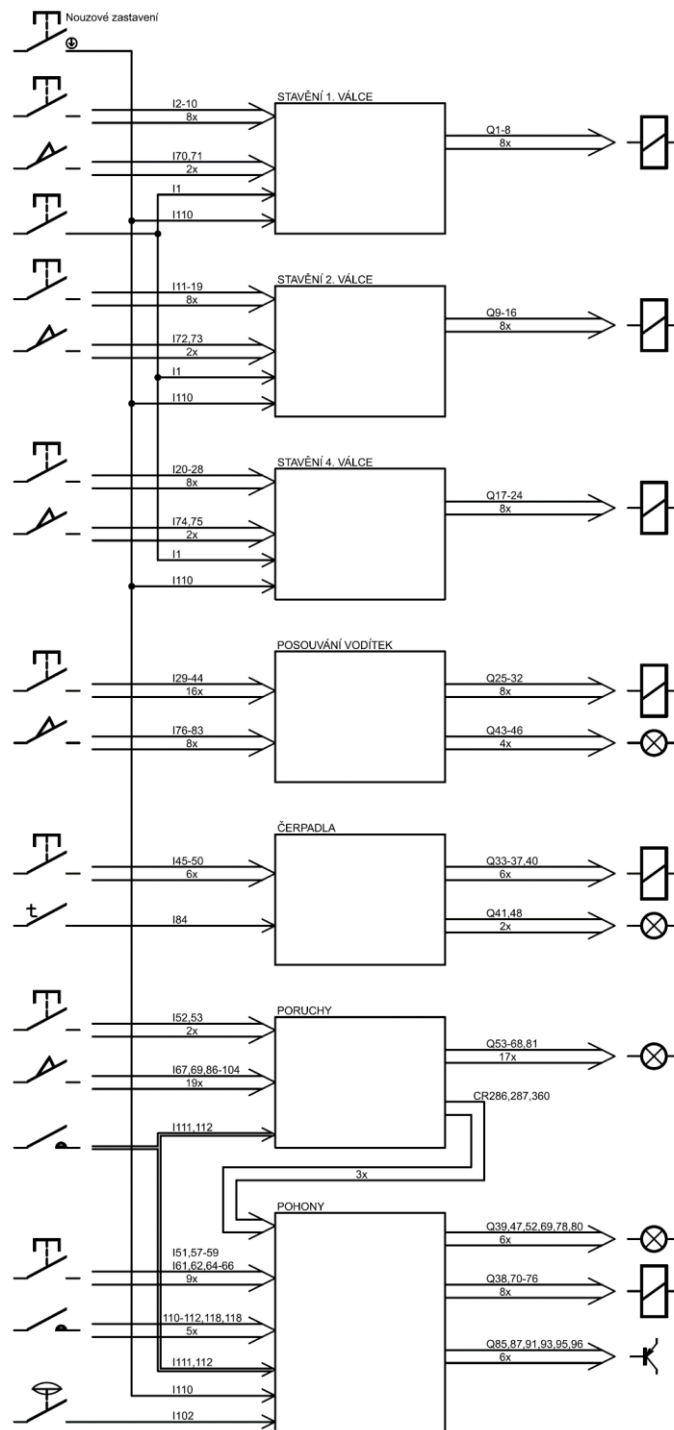 Nouzové zastavení
STAVĚNÍ 1. VÁLCE
I2-10
8x
I70,71
2x
I1
I110
Q1-8
8x
STAVĚNÍ 2. VÁLCE
I11-19
8x
I72,73
2x
I1
I110
Q9-16
8x
STAVĚNÍ 4. VÁLCE
I20-28
8x
I74,75
2x
I1
I110
Q17-24
8x
POSOUVÁNÍ VODÍTEK
I29-44
16x
I76-83
8x
Q25-32
8x
Q43-46
4x
ČERPADLA
I45-50
6x
t
I84
Q33-37,40
6x
Q41,48
2x
PORUCHY
I52,53
2x
I67,69,86-104
19x
I111,112
Q53-68,81
17x
CR286,287,360
3x
POHONY
I51,57-59
I61,62,64-66
9x
110-112,118,118
5x
I111,112
I110
I102
Q39,47,52,69,78,80
6x
Q38,70-76
8x
Q85,87,91,93,95,96
6x